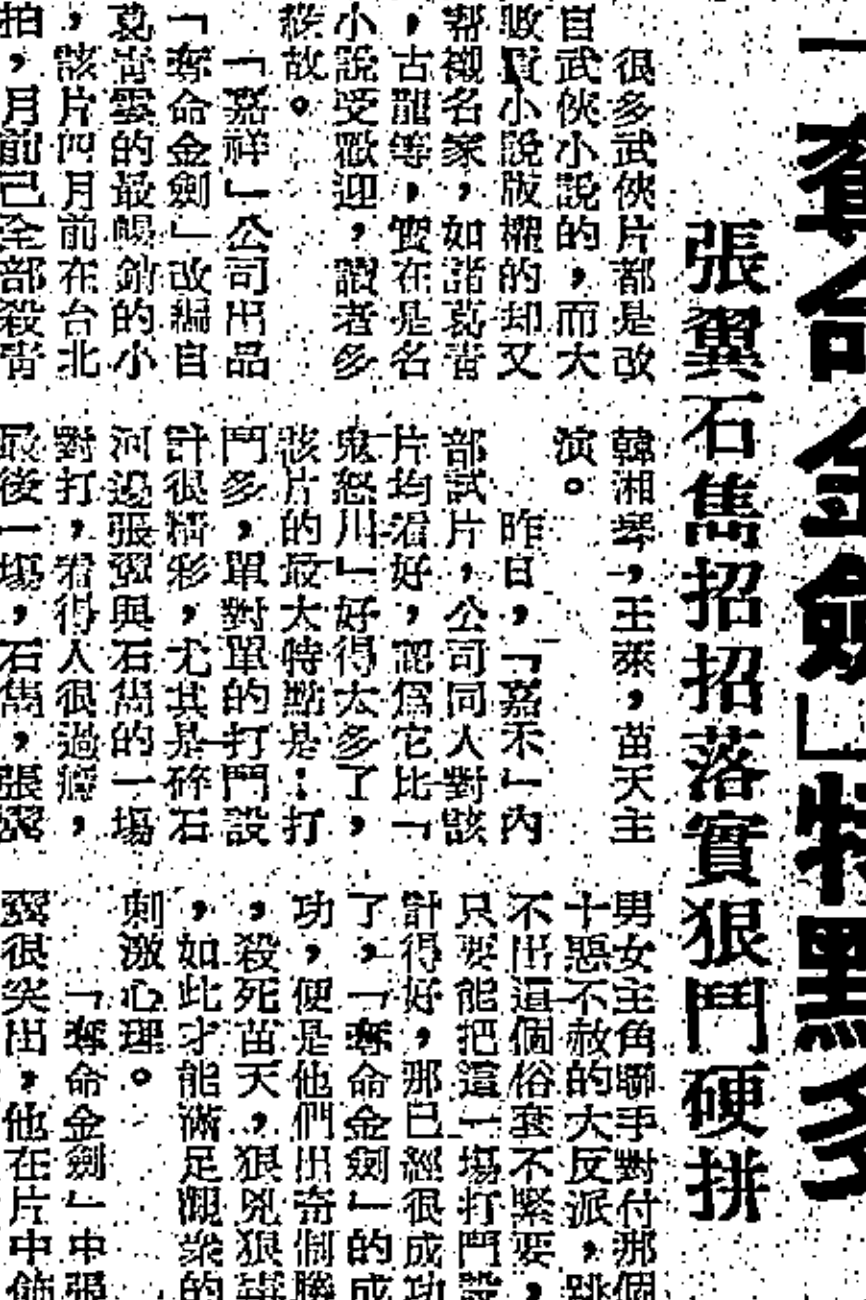 「奪命金劍」特點多
張翼石雋招招落實狠鬥硬拼
很多武俠片都是改
自武俠小說的，而大
收買小說版權的却又
帮襯名家，如諸葛青
，古龍等，實在是名
小說受歡迎，讀者多
緣故。
「嘉祥」公司出品
「奪命金劍」改編自
葛青雲的最暢銷的小
，該片四月前在台北
拍，月前已全部殺青
韓湘琴，王萊，苗天主
演。
昨日，「嘉禾」內
部試片，公司同人對該
片均看好，認為它比「
鬼怒川」好得太多了，
該片的最大特點是：打
鬥多，單對單的打鬥設
計很精彩，尤其是碎石
河邊張翼與石雋的一場
對打，看得人很過癮，
最後一場，石雋，張翼
男女主角聯手對付那個
十惡不赦的大反派，跳
不出這個俗套不緊要，
只要能把這一場打鬥設
計得好，那已經很成功
了，「奪命金劍」的成
功，便是他們出奇制勝
，殺死苗天，狠兇狠毒
，如此才能滿足觀衆的
刺激心理。
「奪命金劍」中張
翼很突出，他在片中飾